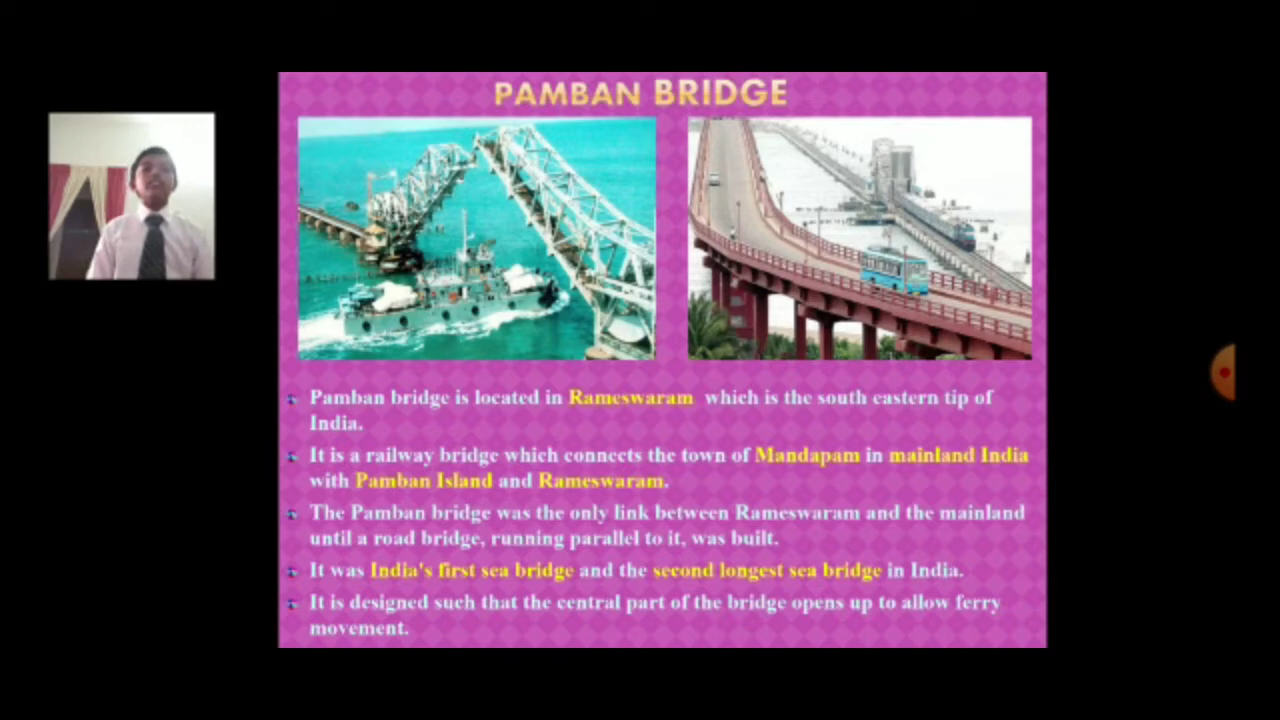 PAMBAN BRIDGE
Pamban bridge is located in Rameswaram which is the south eastern tip of
India.
It is a railway bridge which connects the town of Mandapam in mainland India
with Pamban Island and Rameswaram.
The Pamban bridge was the only link between Rameswaram and the mainland
until a road bridge, running parallel to it, was built.
It was India's first sea bridge and the second longest sea bridge in India.
It is designed such that the central part of the bridge opens up to allow ferry
movement.